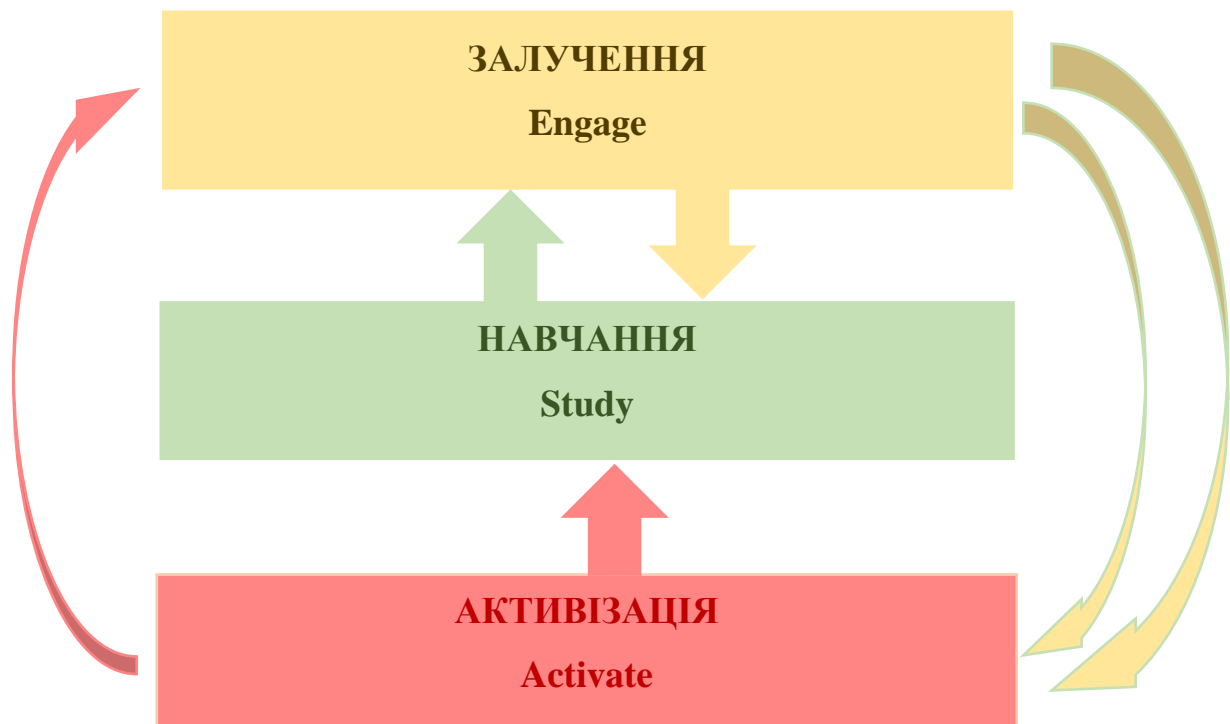 ЗАЛУЧЕННЯ
Engage
НАВЧАННЯ
Study
АКТИВІЗАЦІЯ
Activate